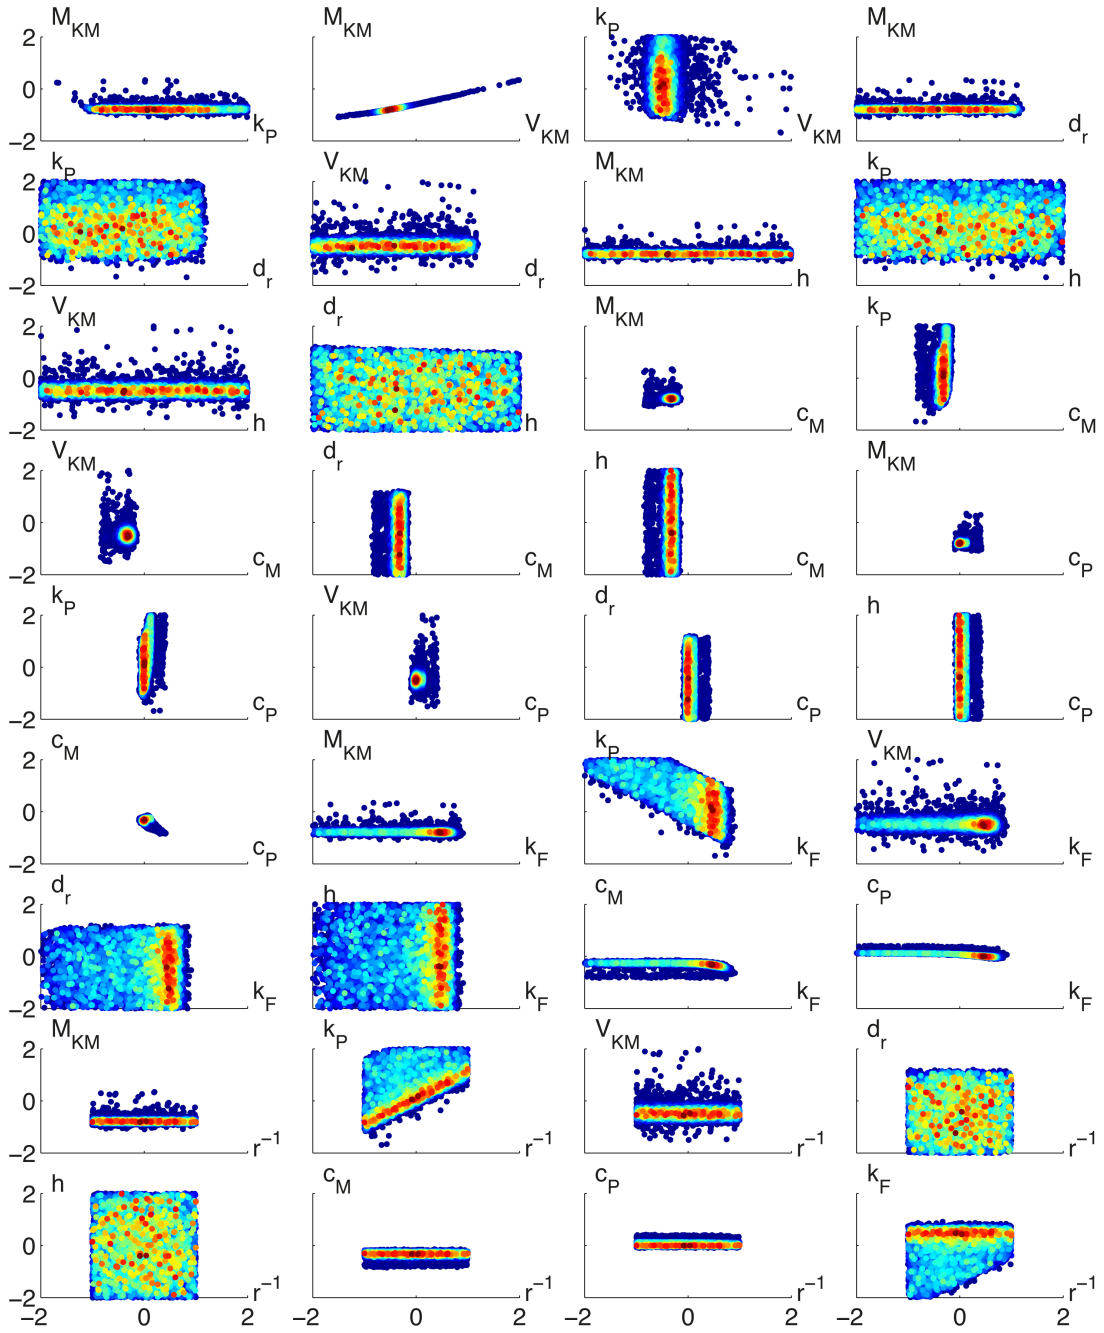 M_KM M_KM k_P M_KM
2
0
−2
k_P V_KM V_KM d_r
k_P V_KM M_KM k_P
2
0
−2
d_r d_r h h
V_KM d_r M_KM k_P
2
0
−2
h h c_M c_M
V_KM d_r h M_KM
2
0
−2
c_M c_M c_M c_P
k_P V_KM d_r h
2
0
−2
c_P c_P c_P c_P
c_M M_KM k_P V_KM
2
0
−2
c_P k_F k_F k_F
d_r h c_M c_P
2
0
−2
k_F k_F k_F k_F
M_KM k_P V_KM d_r
2
0
−2
r^−1 r^−1 r^−1 r^−1
h c_M c_P k_F
2
0
−2
r^−1 r^−1 r^−1 r^−1
−2 0 2 −2 0 2 −2 0 2 −2 0 2